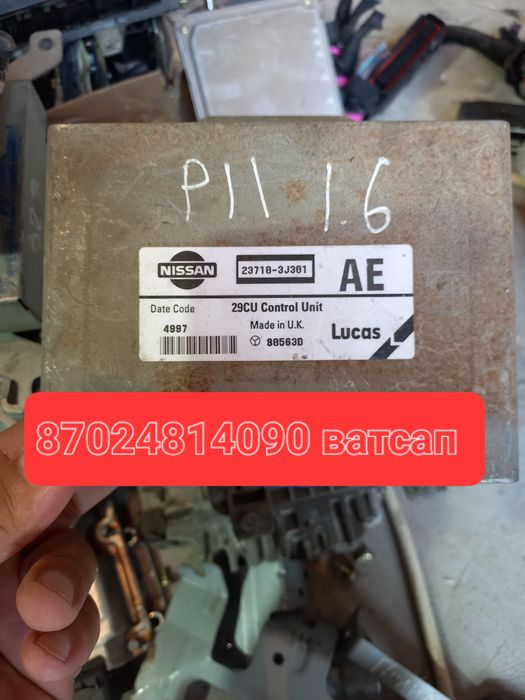 P11 1.6
NISSAN
23710-3J301
AE
Date Code
29CU Control Unit
4997
Made in U.K.
80563D
Lucas
87024814090 ватсап